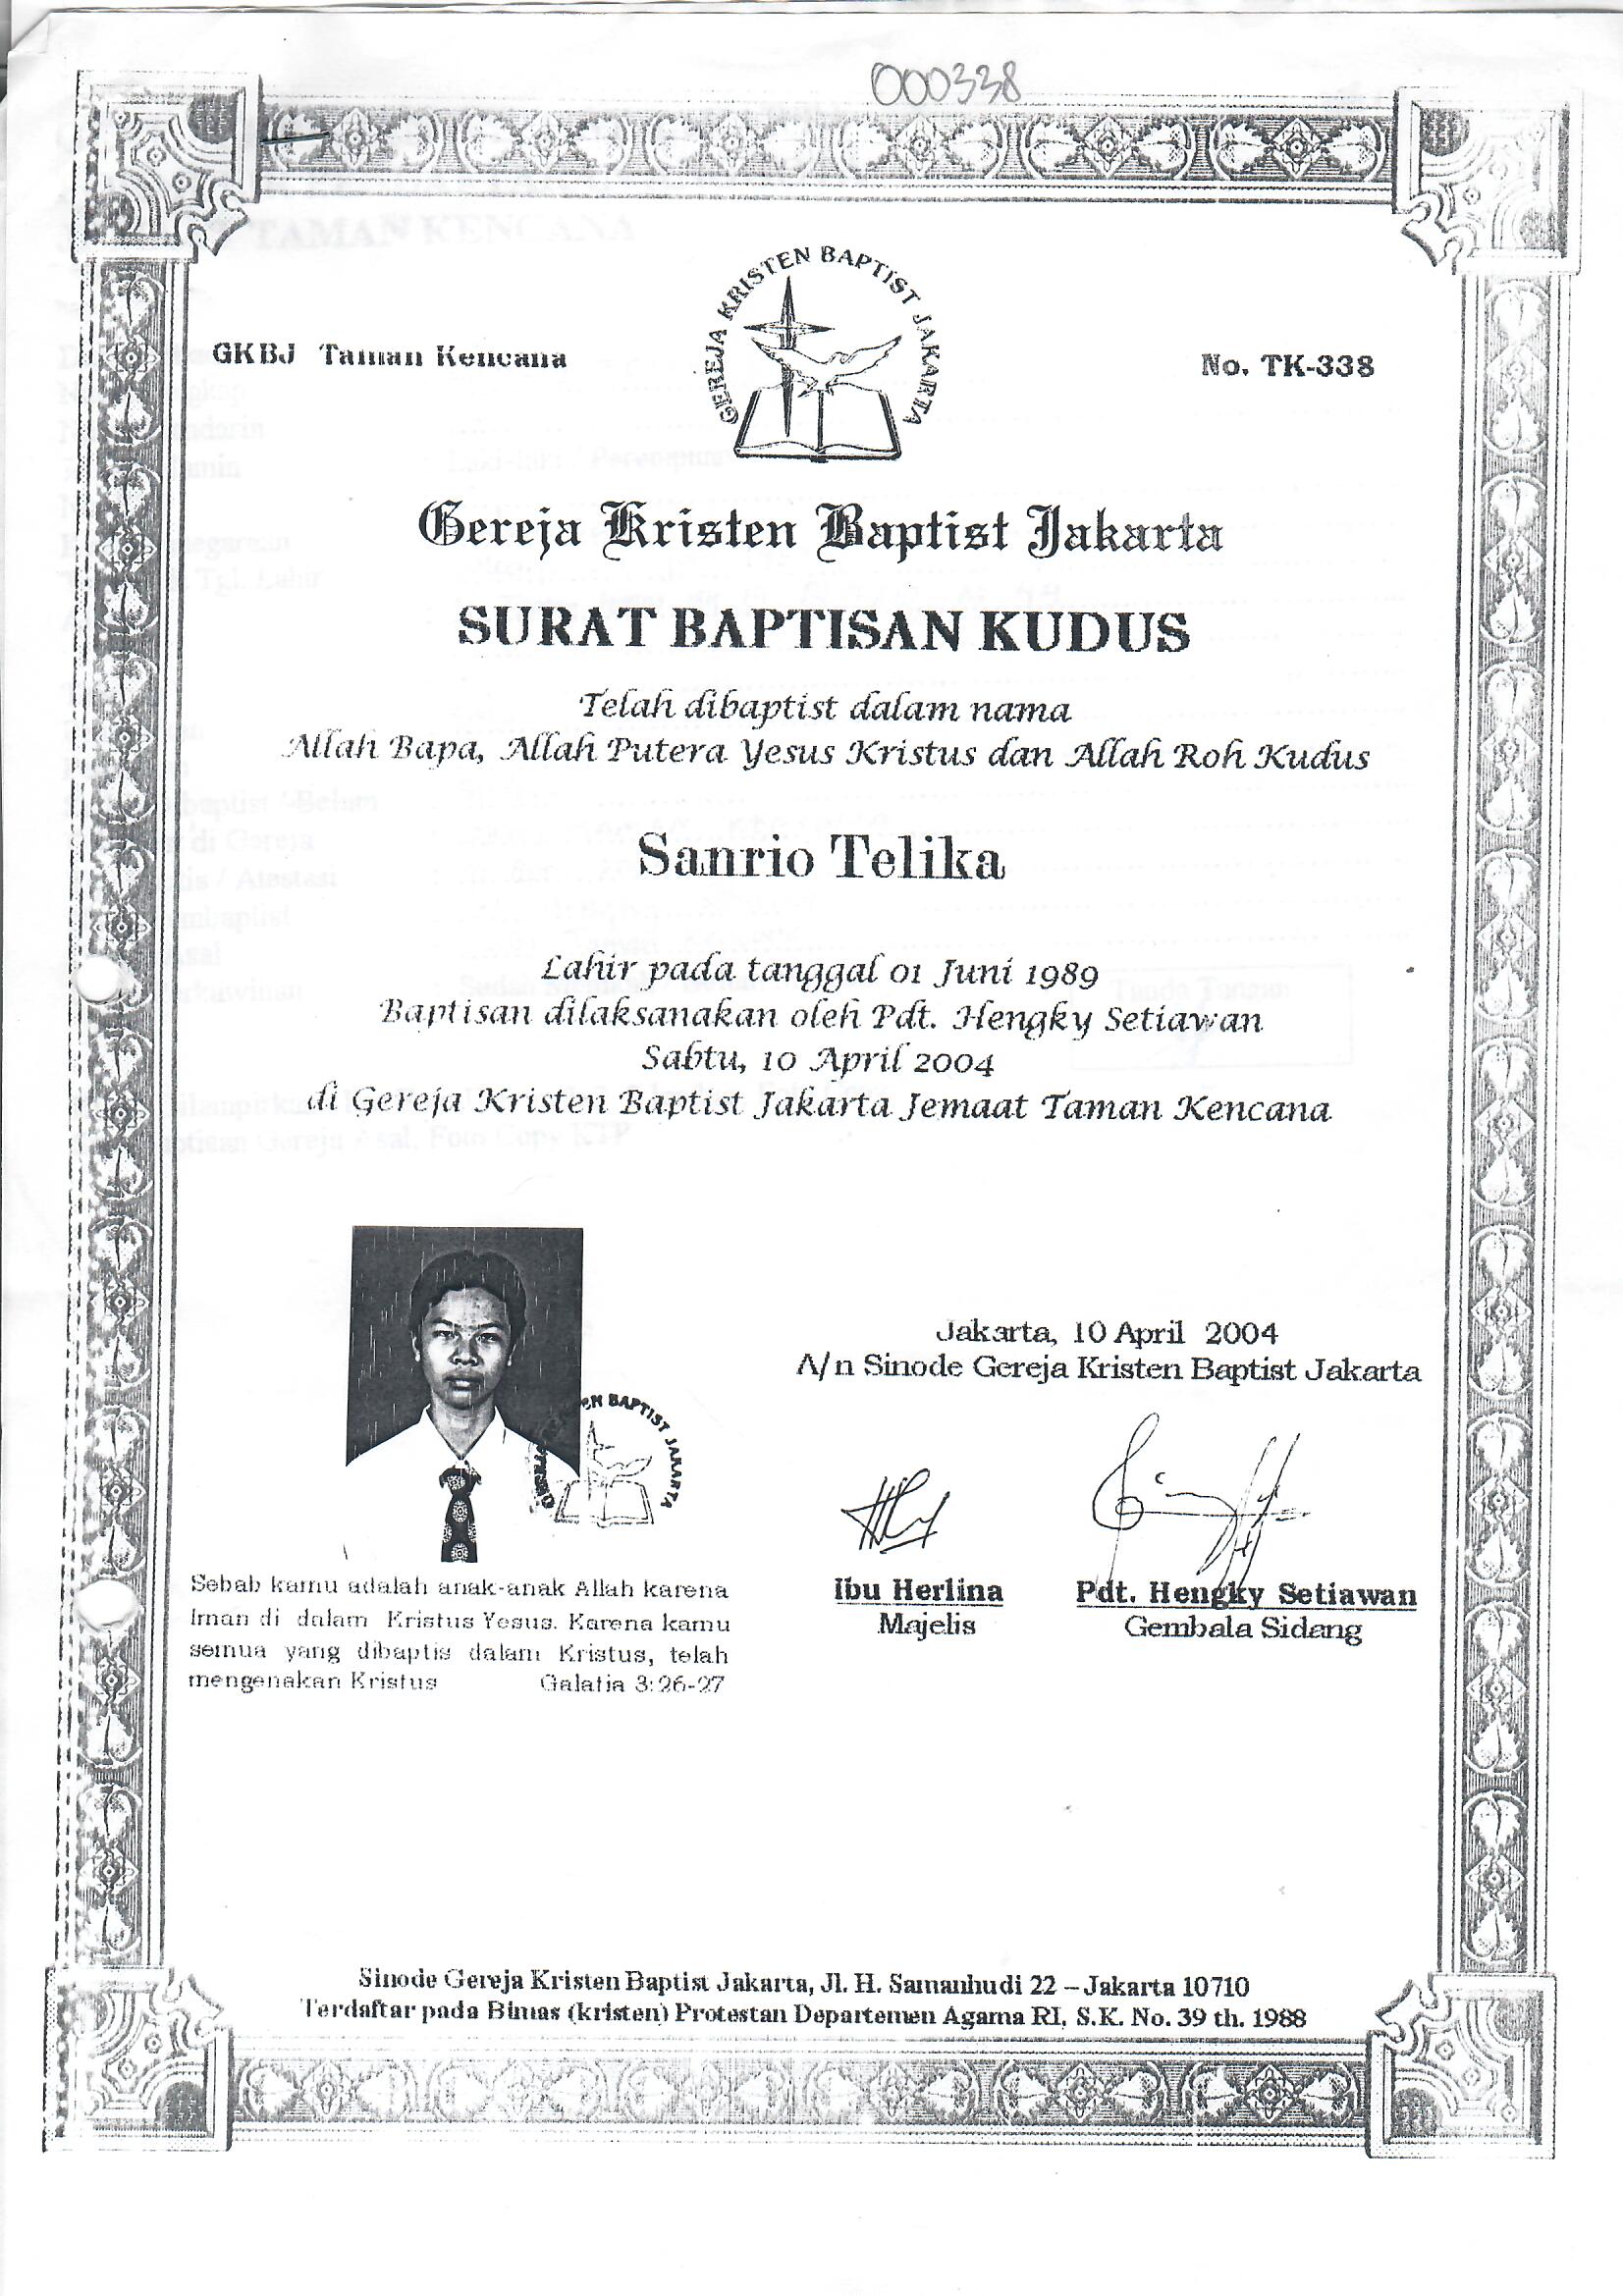 000338
GKBJ Taman Kencana
GEREJA KRISTEN BAPTIST JAKARTA
No. TK-338
Gereja Kristen Baptist Jakarta
SURAT BAPTISAN KUDUS
Telah dibaptist dalam nama
Allah Bapa, Allah Putera Yesus Kristus dan Allah Roh Kudus
Sanrio Telika
Lahir pada tanggal 01 Juni 1989
Baptisan dilaksanakan oleh Pdt. Hengky Setiawan
Sabtu, 10 April 2004
di Gereja Kristen Baptist Jakarta Jemaat Taman Kencana
Jakarta, 10 April 2004
A/n Sinode Gereja Kristen Baptist Jakarta
EN BAPTIST JAKARTA
Ibu Herlina
Majelis
Pdt. Hengky Setiawan
Gembala Sidang
Sebab kamu adalah anak-anak Allah karena
Iman di dalam Kristus Yesus. Karena kamu
semua yang dibaptis dalam Kristus, telah
mengenakan Kristus Galatia 3:26-27
Sinode Gereja Kristen Baptist Jakarta, Jl. H. Samanhudi 22 – Jakarta 10710
Terdaftar pada Bimas (kristen) Protestan Departemen Agama RI, S.K. No. 39 th. 1988